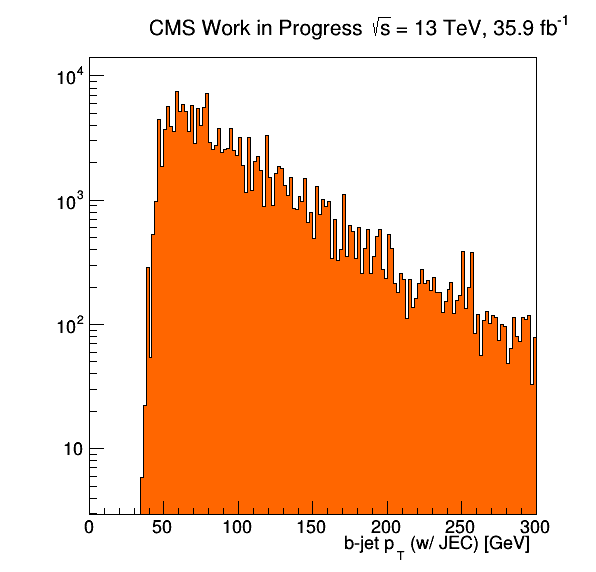 CMS Work in Progress √s = 13 TeV, 35.9 fb⁻¹
10⁴
10³
10²
10
0 50 100 150 200 250 300
b-jet p_T (w/ JEC) [GeV]